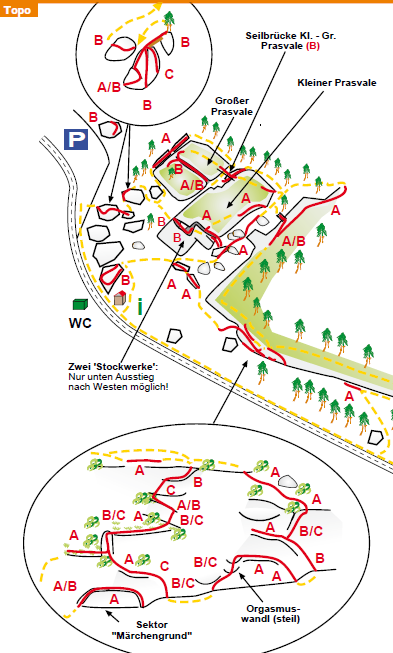 Topo
B
B
A/B
C
B
Seilbrücke Kl. - Gr.
Prasvale (B)
Kleiner Prasvale
Großer
Prasvale
B
P
A
B
A/B
A
A
A
B
B
A
A/B
B
A
A
i
WC
Zwei 'Stockwerke':
Nur unten Ausstieg
nach Westen möglich!
A
A
B
A
C
A/B
A
B/C
A
B/C
B/C
A
A
C
B/C
B
A/B
A
B/C
A
A
Sektor
"Märchengrund"
Orgasmus-
wandl (steil)